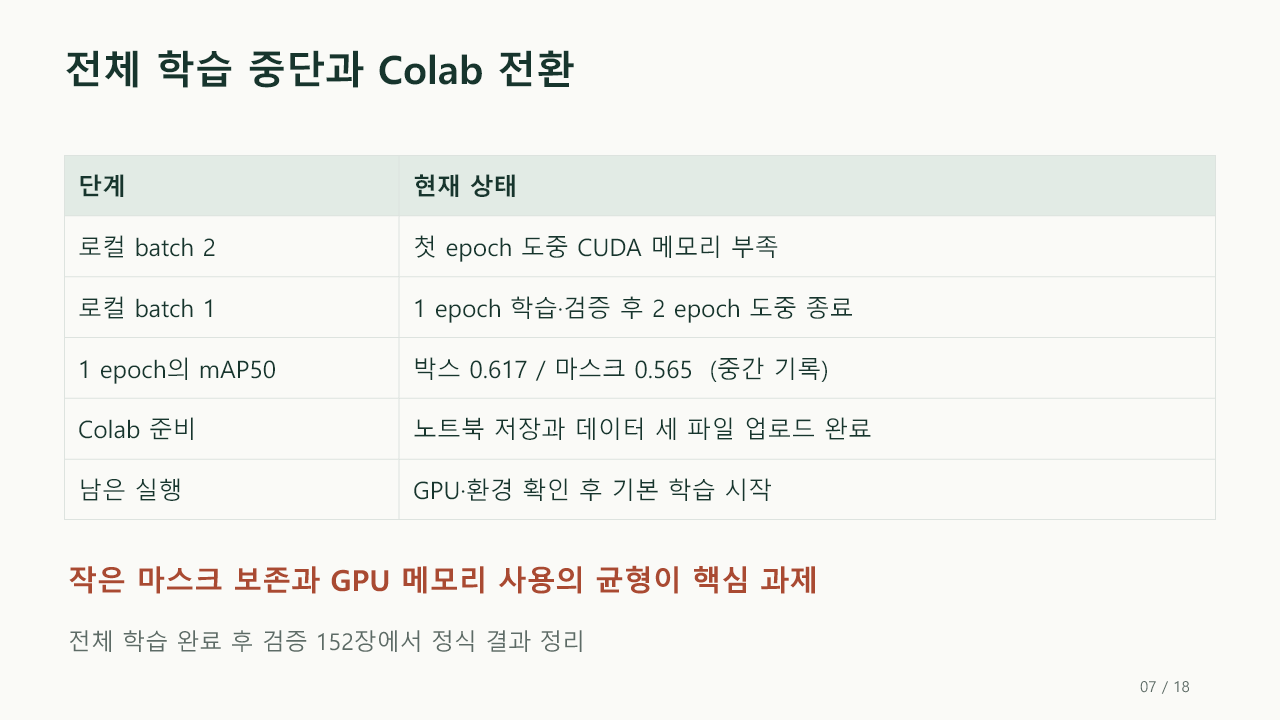 전체 학습 중단과 Colab 전환
단계 현재 상태
로컬 batch 2 첫 epoch 도중 CUDA 메모리 부족
로컬 batch 1 1 epoch 학습·검증 후 2 epoch 도중 종료
1 epoch의 mAP50 박스 0.617 / 마스크 0.565 (중간 기록)
Colab 준비 노트북 저장과 데이터 세 파일 업로드 완료
남은 실행 GPU·환경 확인 후 기본 학습 시작
작은 마스크 보존과 GPU 메모리 사용의 균형이 핵심 과제
전체 학습 완료 후 검증 152장에서 정식 결과 정리
07 / 18